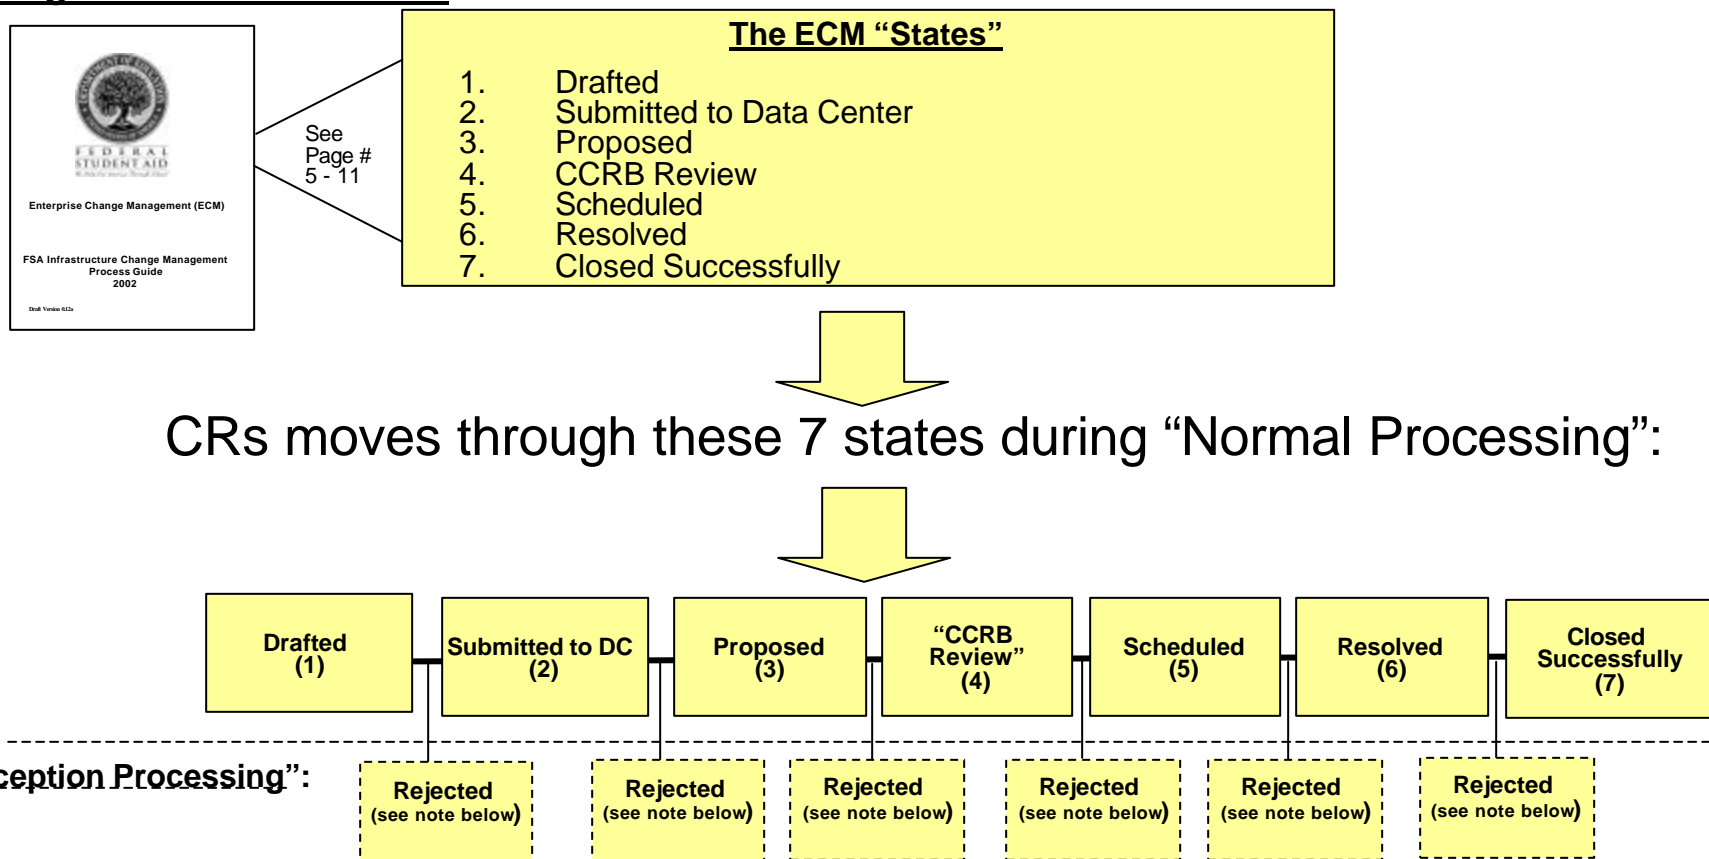 The ECM “States”
1. Drafted
2. Submitted to Data Center
3. Proposed
4. CCRB Review
5. Scheduled
6. Resolved
7. Closed Successfully
See
Page #
5 - 11
FEDERAL
STUDENT AID
Enterprise Change Management (ECM)
FSA Infrastructure Change Management
Process Guide
2002
CRs moves through these 7 states during “Normal Processing”:
Drafted
(1)
Submitted to DC
(2)
Proposed
(3)
“CCRB
Review”
(4)
Scheduled
(5)
Resolved
(6)
Closed
Successfully
(7)
ception Processing”:
Rejected
(see note below)
Rejected
(see note below)
Rejected
(see note below)
Rejected
(see note below)
Rejected
(see note below)
Rejected
(see note below)